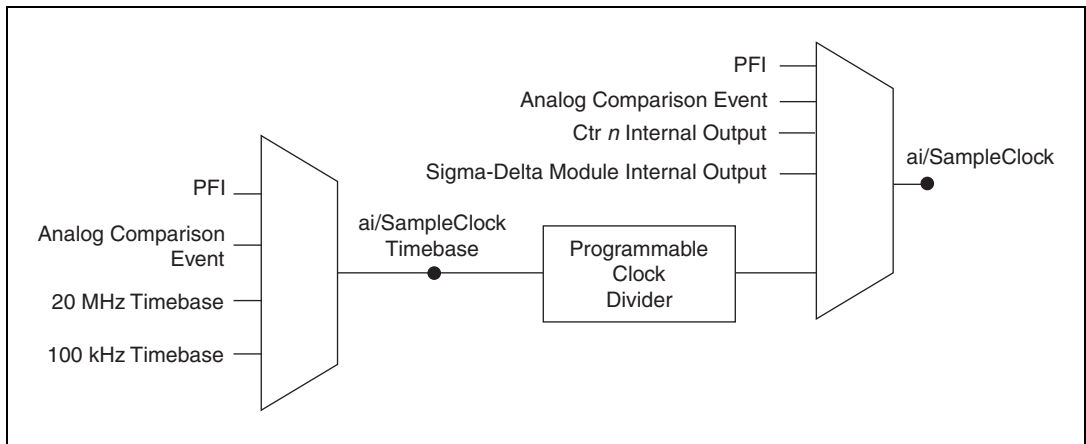 PFI
Analog Comparison Event
Ctr n Internal Output
Sigma-Delta Module Internal Output
ai/SampleClock
PFI
Analog Comparison
Event
20 MHz Timebase
100 kHz Timebase
ai/SampleClock
Timebase
Programmable
Clock
Divider